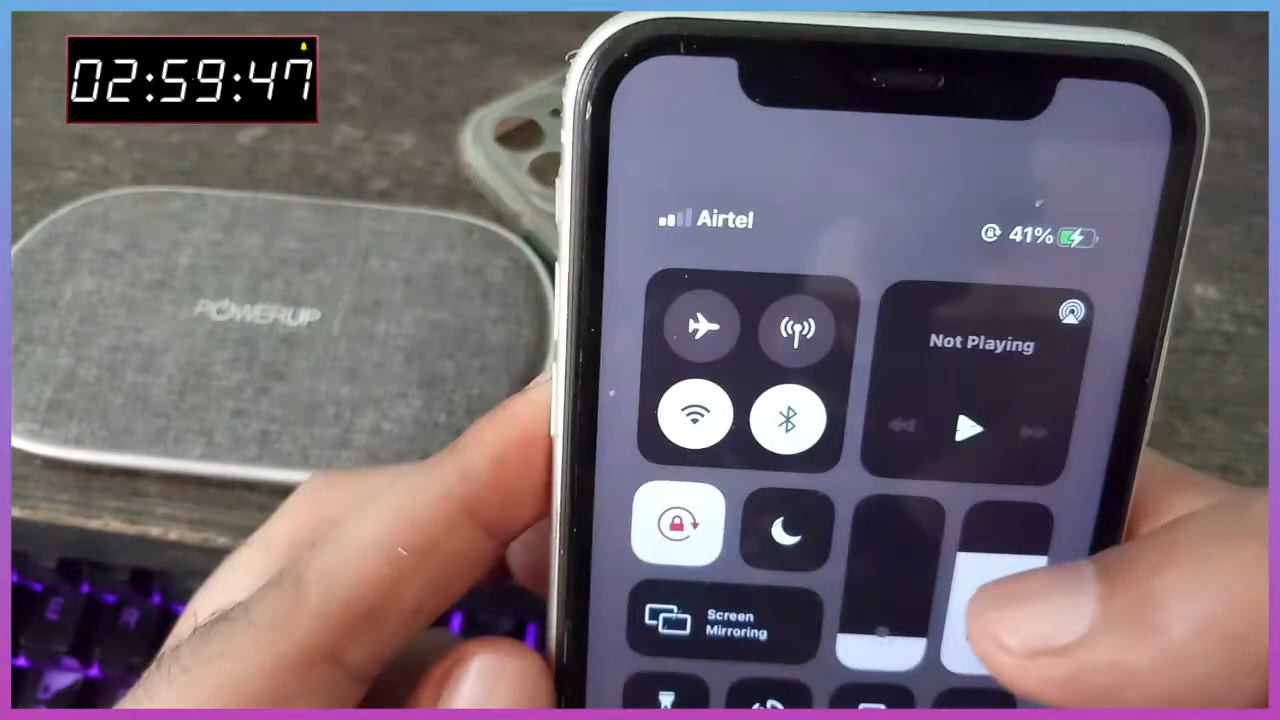 02:59:47
Airtel
41%
POWERUP
Not Playing
Screen
Mirroring
E
R